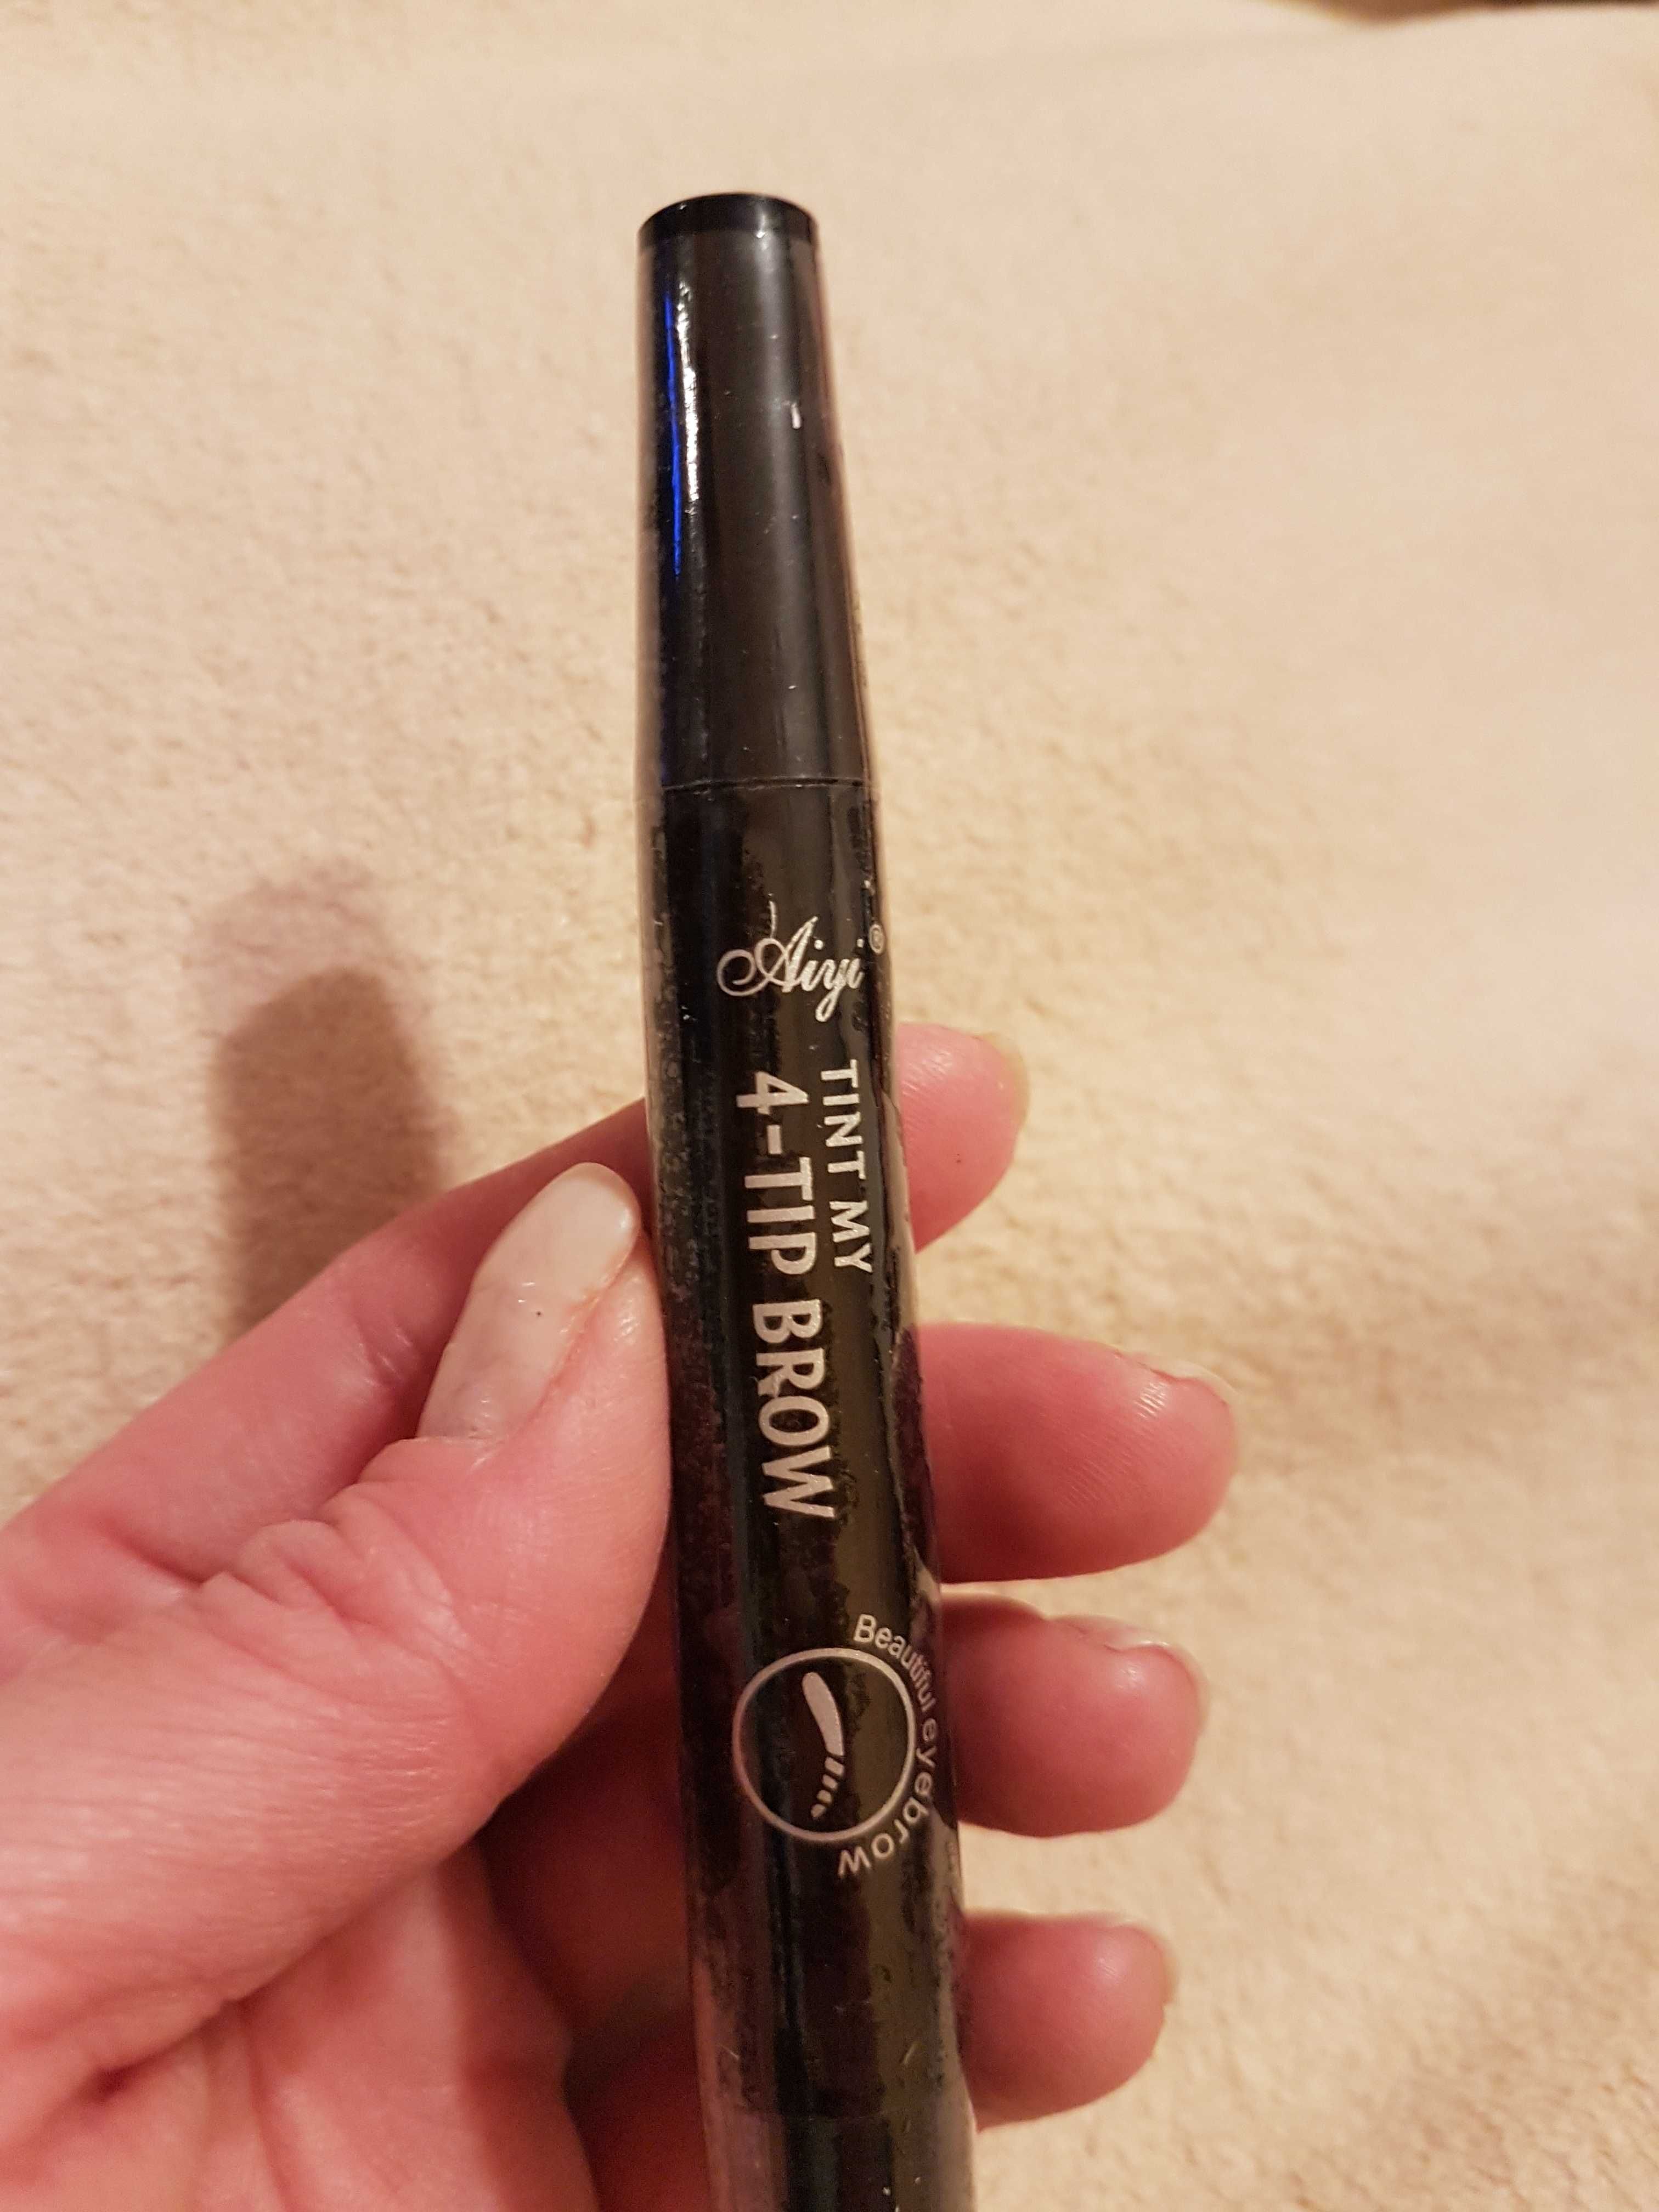 Aiyi®
TINT MY
4-TIP BROW
Beautiful eyebrow